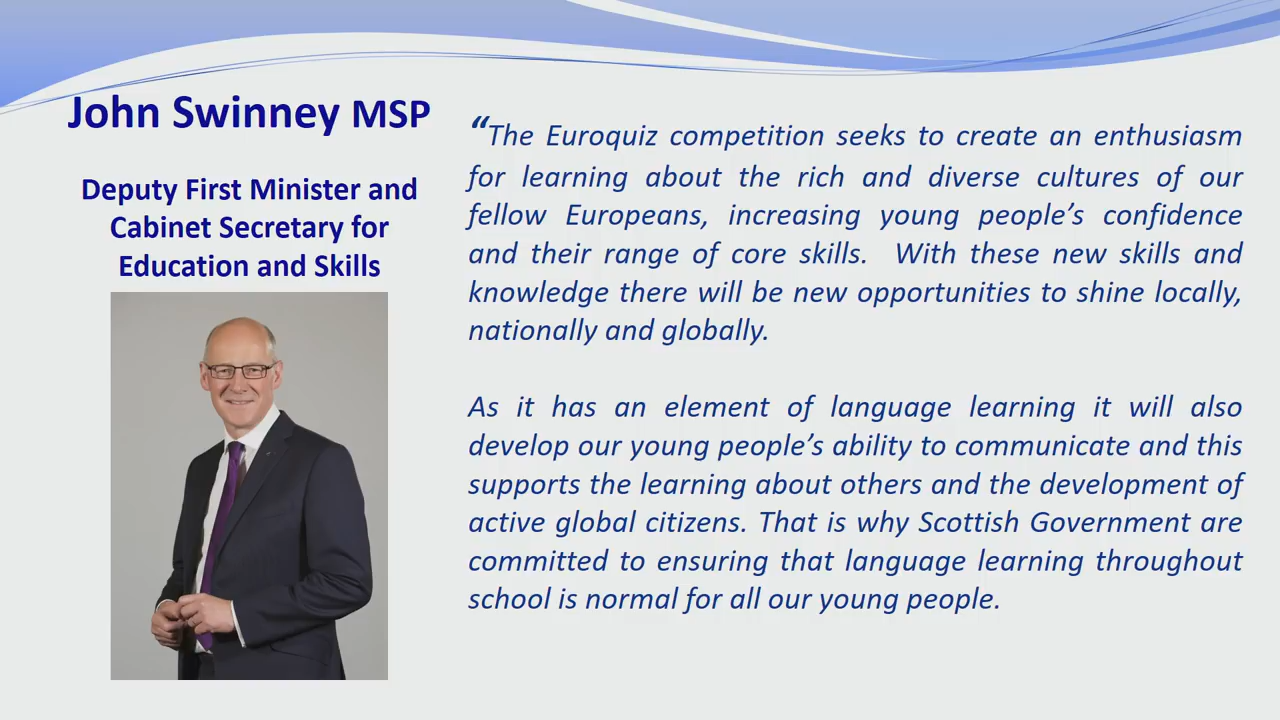 John Swinney MSP
Deputy First Minister and
Cabinet Secretary for
Education and Skills
“The Euroquiz competition seeks to create an enthusiasm
for learning about the rich and diverse cultures of our
fellow Europeans, increasing young people’s confidence
and their range of core skills.  With these new skills and
knowledge there will be new opportunities to shine locally,
nationally and globally.
As it has an element of language learning it will also
develop our young people’s ability to communicate and this
supports the learning about others and the development of
active global citizens. That is why Scottish Government are
committed to ensuring that language learning throughout
school is normal for all our young people.